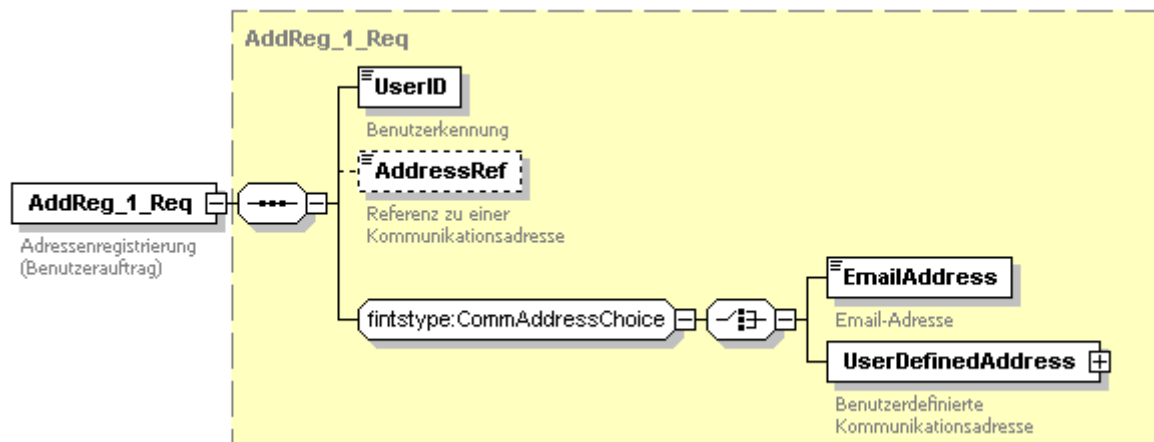 AddReg_1_Req
UserID
Benutzerkennung
AddressRef
Referenz zu einer
Kommunikationsadresse
AddReg_1_Req
Adressenregistrierung
(Benutzerauftrag)
fintstype:CommAddressChoice
EmailAddress
Email-Adresse
UserDefinedAddress
Benutzerdefinierte
Kommunikationsadresse